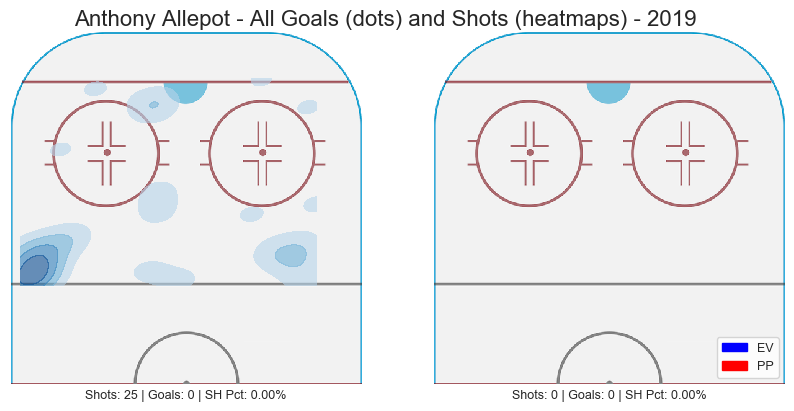 Anthony Allepot - All Goals (dots) and Shots (heatmaps) - 2019
EV
PP
Shots: 25 | Goals: 0 | SH Pct: 0.00%
Shots: 0 | Goals: 0 | SH Pct: 0.00%